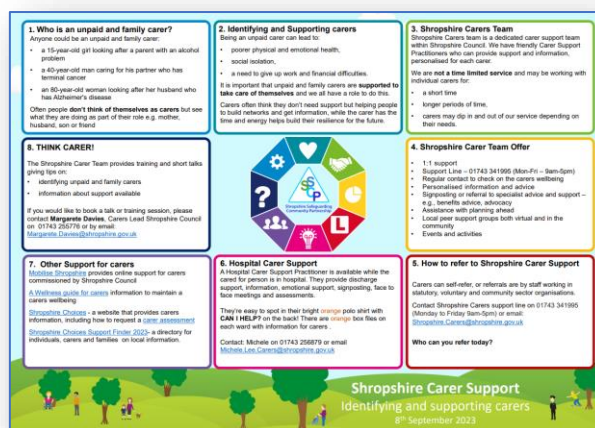 1. Who is an unpaid and family carer?
Anyone could be an unpaid and family carer:
• a 15-year-old girl looking after a parent with an alcohol
problem
• a 40-year-old man caring for his partner who has
terminal cancer
• an 80-year-old woman looking after her husband who
has Alzheimer's disease
Often people don't think of themselves as carers but see
what they are doing as part of their role e.g. mother,
husband, son or friend
2. Identifying and Supporting carers
Being an unpaid carer can lead to:
• poorer physical and emotional health,
• social isolation,
• a need to give up work and financial difficulties.
It is important that unpaid and family carers are supported to
take care of themselves and we all have a role to do this.
Carers often think they don't need support but helping people
to build networks and get information, while the carer has the
time and energy helps build their resilience for the future.
3. Shropshire Carers Team
Shropshire Carers team is a dedicated carer support team
within Shropshire Council. We have friendly Carer Support
Practitioners who can provide support and information,
personalised for each carer.
We are not a time limited service and may be working with
individual carers for:
• a short time
• longer periods of time,
• carers may dip in and out of our service depending on
their needs.
8. THINK CARER!
The Shropshire Carer Team provides training and short talks
giving tips on:
• identifying unpaid and family carers
• information about support available
If you would like to book a talk or training session, please
contact Margarete Davies, Carers Lead Shropshire Council
on 01743 255776 or by email:
Margarete.Davies@shropshire.gov.uk
?
L
SSCP
Shropshire Safeguarding
Community Partnership
4. Shropshire Carer Team Offer
• 1:1 support
• Support Line – 01743 341995 (Mon-Fri – 9am-5pm)
• Regular contact to check on the carers wellbeing
• Personalised information and advice
• Signposting or referral to specialist advice and support –
e.g., benefits advice, advocacy
• Assistance with planning ahead
• Local peer support groups both virtual and in the
community
• Events and activities
7. Other Support for carers
Mobilise Shropshire provides online support for carers
commissioned by Shropshire Council
A Wellness guide for carers information to maintain a
carers wellbeing
Shropshire Choices - a website that provides carers
information, including how to request a carer assessment
Shropshire Choices Support Finder 2023- a directory for
individuals, carers and families on local information.
6. Hospital Carer Support
A Hospital Carer Support Practitioner is available while the
cared for person is in hospital. They provide discharge
support, information, emotional support, signposting, face to
face meetings and assessments.
They're easy to spot in their bright orange polo shirt with
CAN I HELP? on the back! There are orange box files on
each ward with information for carers .
Contact: Michele on 01743 256879 or email
Michele.Lee.Carers@shropshire.gov.uk
5. How to refer to Shropshire Carer Support
Carers can self-refer, or referrals are by staff working in
statutory, voluntary and community sector organisations.
Contact Shropshire Carers support line on 01743 341995
(Monday to Friday 9am-5pm) or email:
Shropshire.Carers@shropshire.gov.uk
Who can you refer today?
Shropshire Carer Support
Identifying and supporting carers
8th September 2023